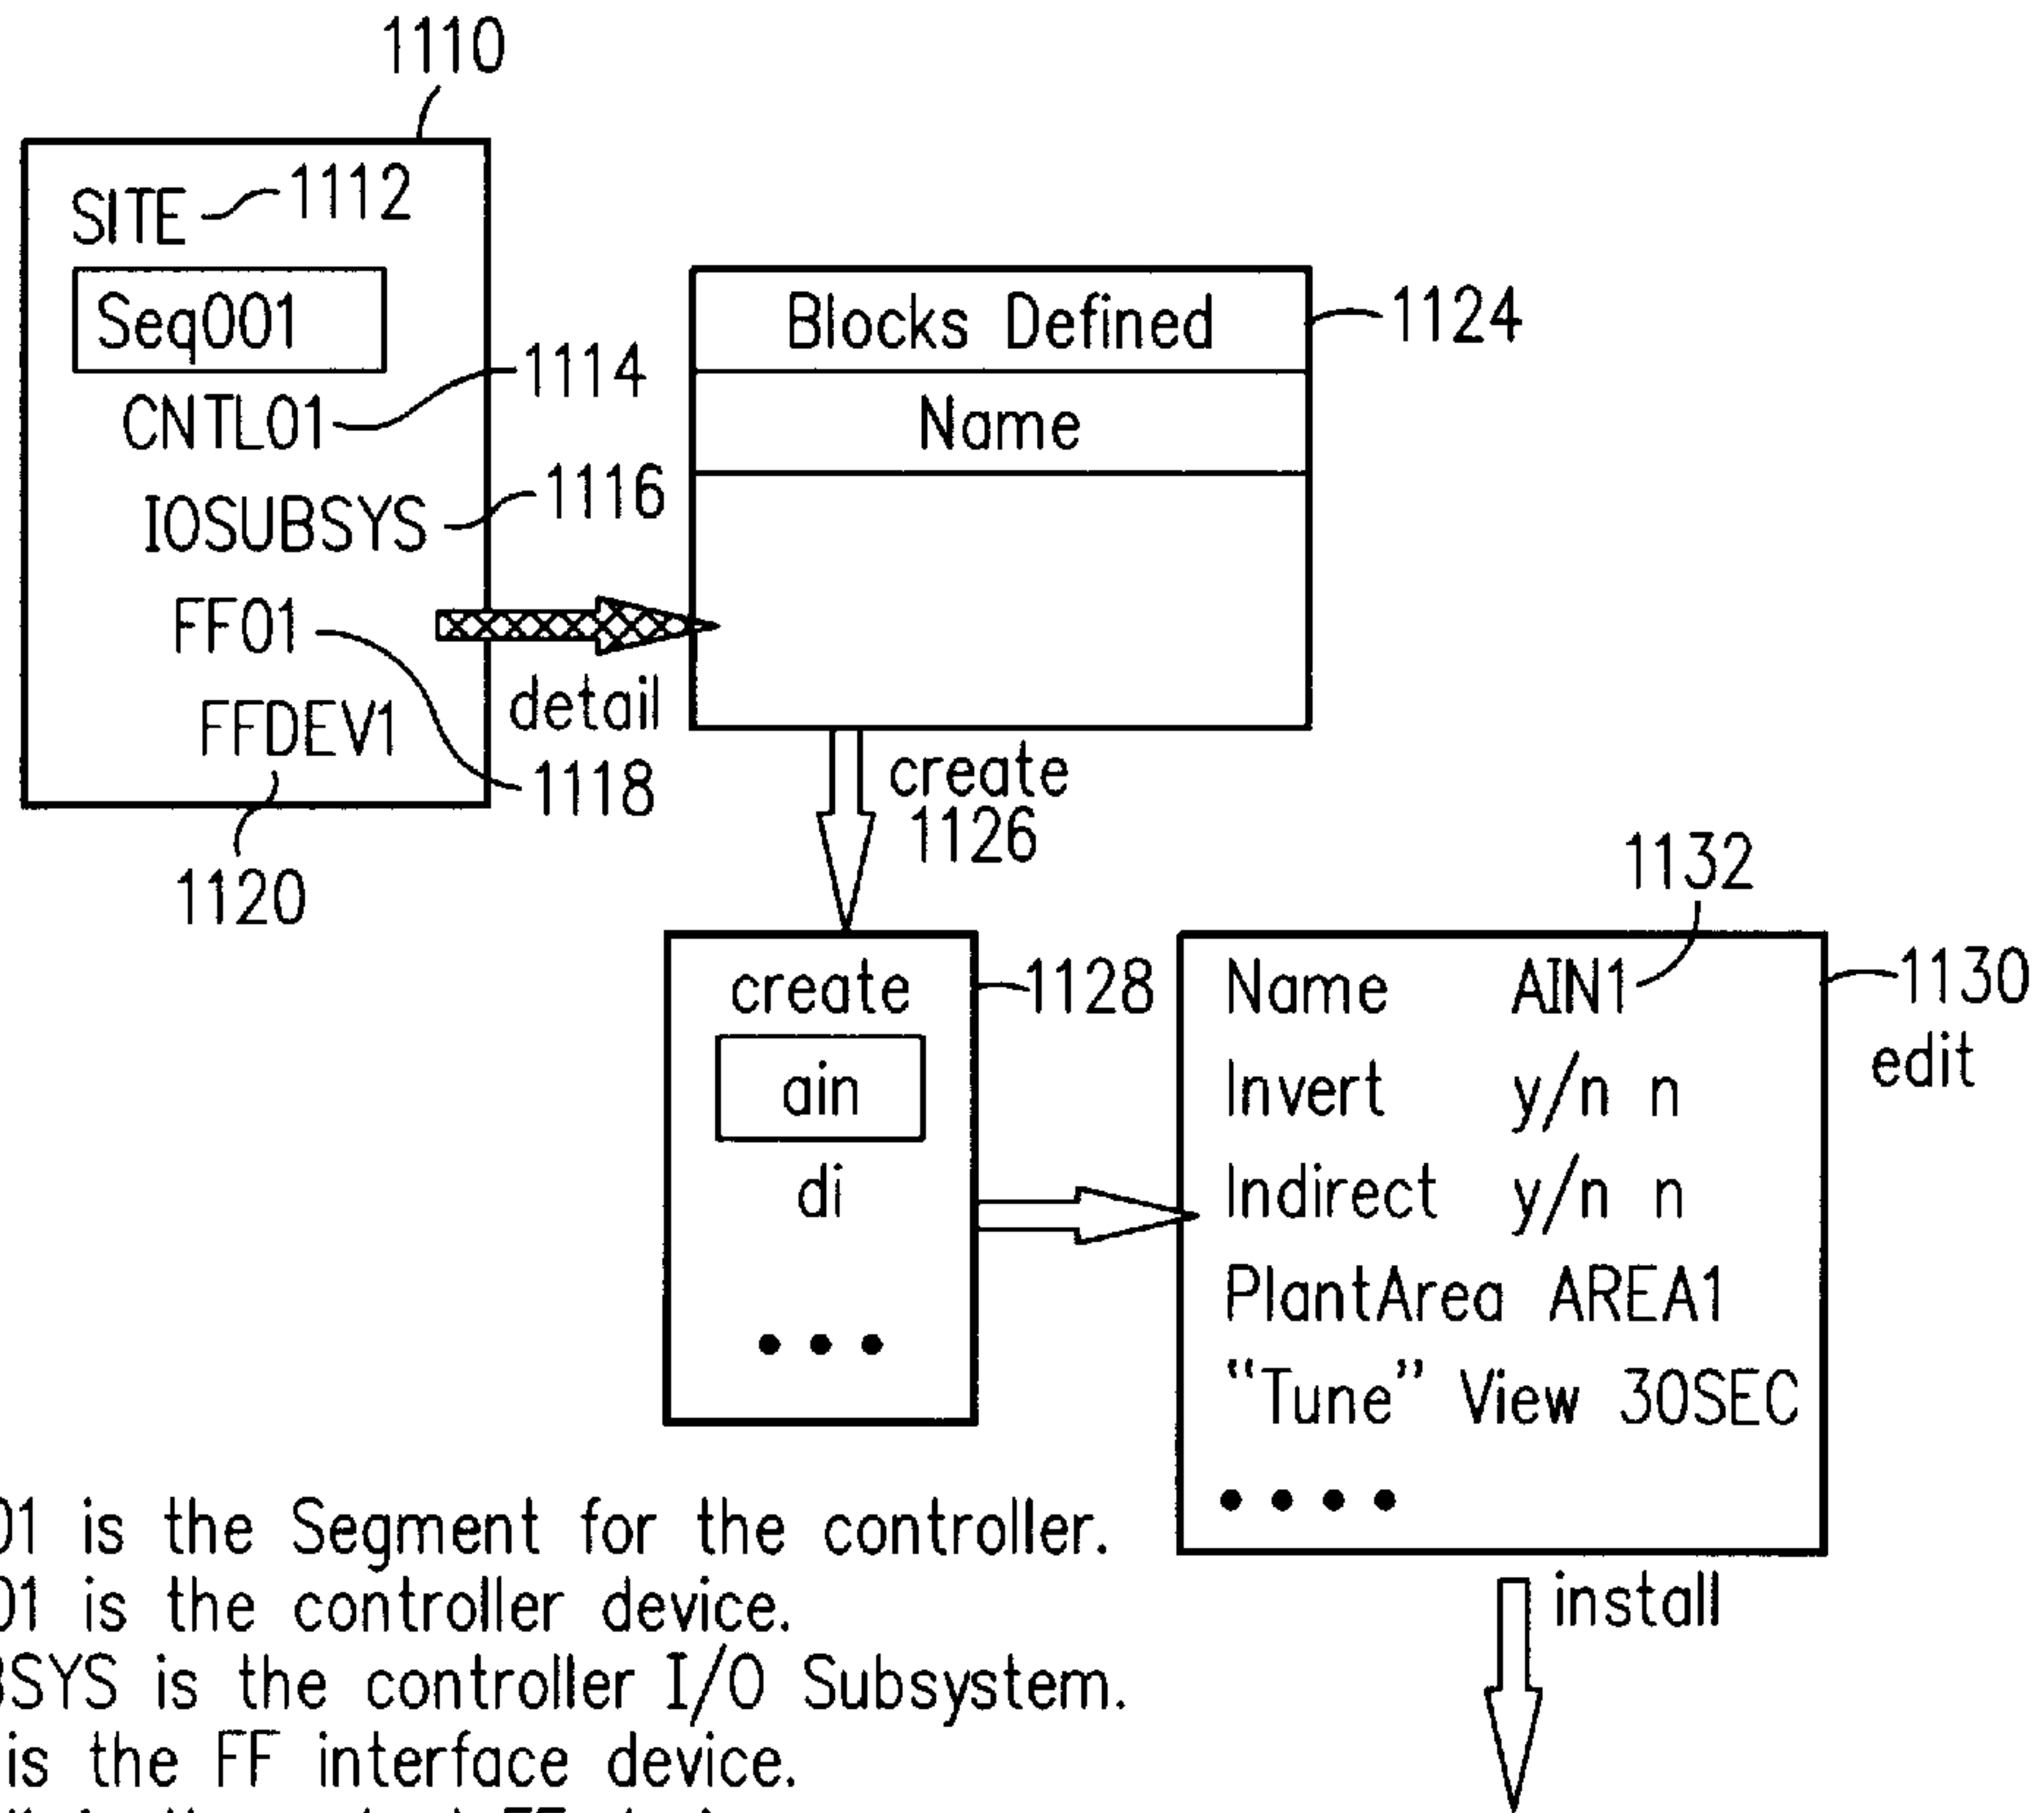 1110
SITE 1112
Seq001
CNTL01 1114
IOSUBSYS 1116
FF01
FFDEV1
1118
1120
detail
Blocks Defined 1124
Name
create
1126
create 1128
ain
di
• • •
1132
1130
edit
Name AIN1
Invert y/n n
Indirect y/n n
PlantArea AREA1
“Tune” View 30SEC
• • • •
install
01 is the Segment for the controller.
01 is the controller device.
BSYS is the controller I/O Subsystem.
is the FF interface device.